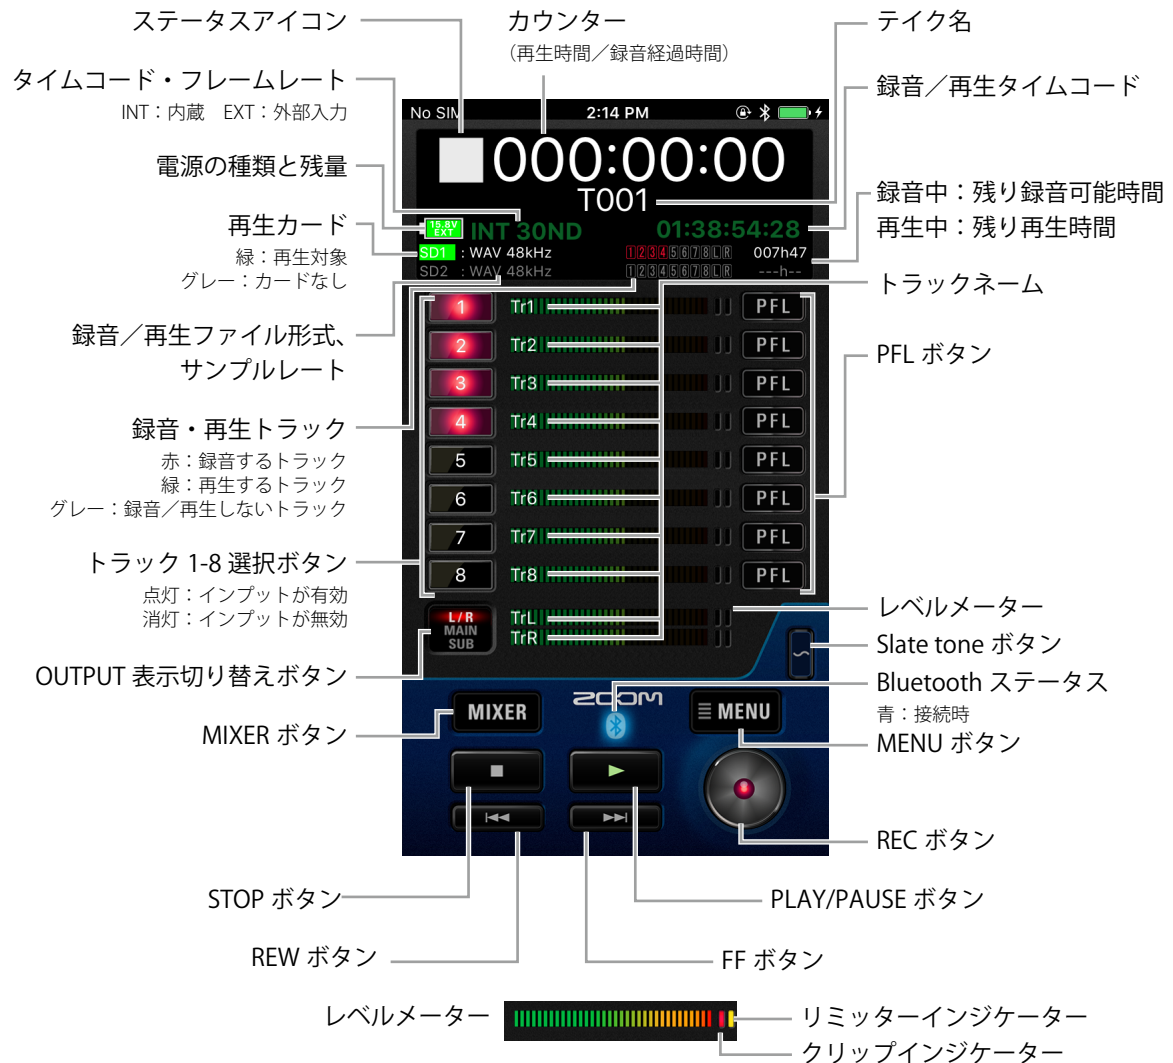 ステータスアイコン
カウンター
（再生時間／録音経過時間）
テイク名
タイムコード・フレームレート
INT：内蔵　EXT：外部入力
録音／再生タイムコード
電源の種類と残量
録音中：残り録音可能時間
再生中：残り再生時間
再生カード
緑：再生対象
グレー：カードなし
トラックネーム
録音／再生ファイル形式、
サンプルレート
PFL ボタン
録音・再生トラック
赤：録音するトラック
緑：再生するトラック
グレー：録音／再生しないトラック
トラック 1-8 選択ボタン
点灯：インプットが有効
消灯：インプットが無効
レベルメーター
Slate tone ボタン
OUTPUT 表示切り替えボタン
Bluetooth ステータス
青：接続時
MIXER ボタン
MENU ボタン
REC ボタン
STOP ボタン
PLAY/PAUSE ボタン
REW ボタン
FF ボタン
No SIM 2:14 PM
000:00:00
T001
15.8V
EXT
INT 30ND 01:38:54:28
SD1 : WAV 48kHz 1 2 3 4 5 6 7 8 L R 007h47
SD2 : WAV 48kHz 1 2 3 4 5 6 7 8 L R ---h--
1 Tr1 PFL
2 Tr2 PFL
3 Tr3 PFL
4 Tr4 PFL
5 Tr5 PFL
6 Tr6 PFL
7 Tr7 PFL
8 Tr8 PFL
L/R TrL
MAIN TrR
SUB
MIXER
ZOOM
MENU
レベルメーター
リミッターインジケーター
クリップインジケーター